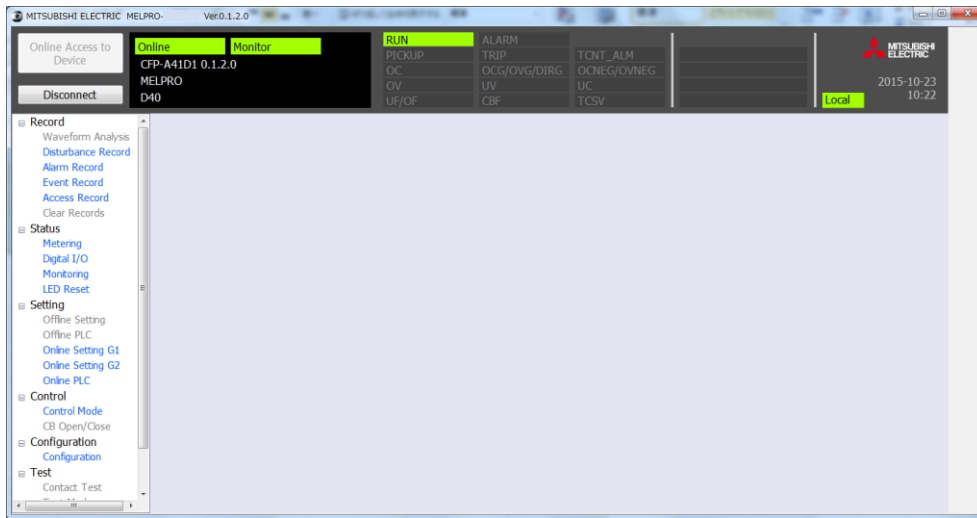 MITSUBISHI ELECTRIC MELPRO- Ver.0.1.2.0
Online Access to
Device
Disconnect
Online Monitor
CFP-A41D1 0.1.2.0
MELPRO
D40
RUN ALARM
PICKUP TRIP TCNT_ALM
OC OCG/OVG/DIRG OCNEG/OVNEG
OV UV UC
UF/OF CBF TCSV
MITSUBISHI
ELECTRIC
2015-10-23
Local 10:22
Record
Waveform Analysis
Disturbance Record
Alarm Record
Event Record
Access Record
Clear Records
Status
Metering
Digital I/O
Monitoring
LED Reset
Setting
Offline Setting
Offline PLC
Online Setting G1
Online Setting G2
Online PLC
Control
Control Mode
CB Open/Close
Configuration
Configuration
Test
Contact Test